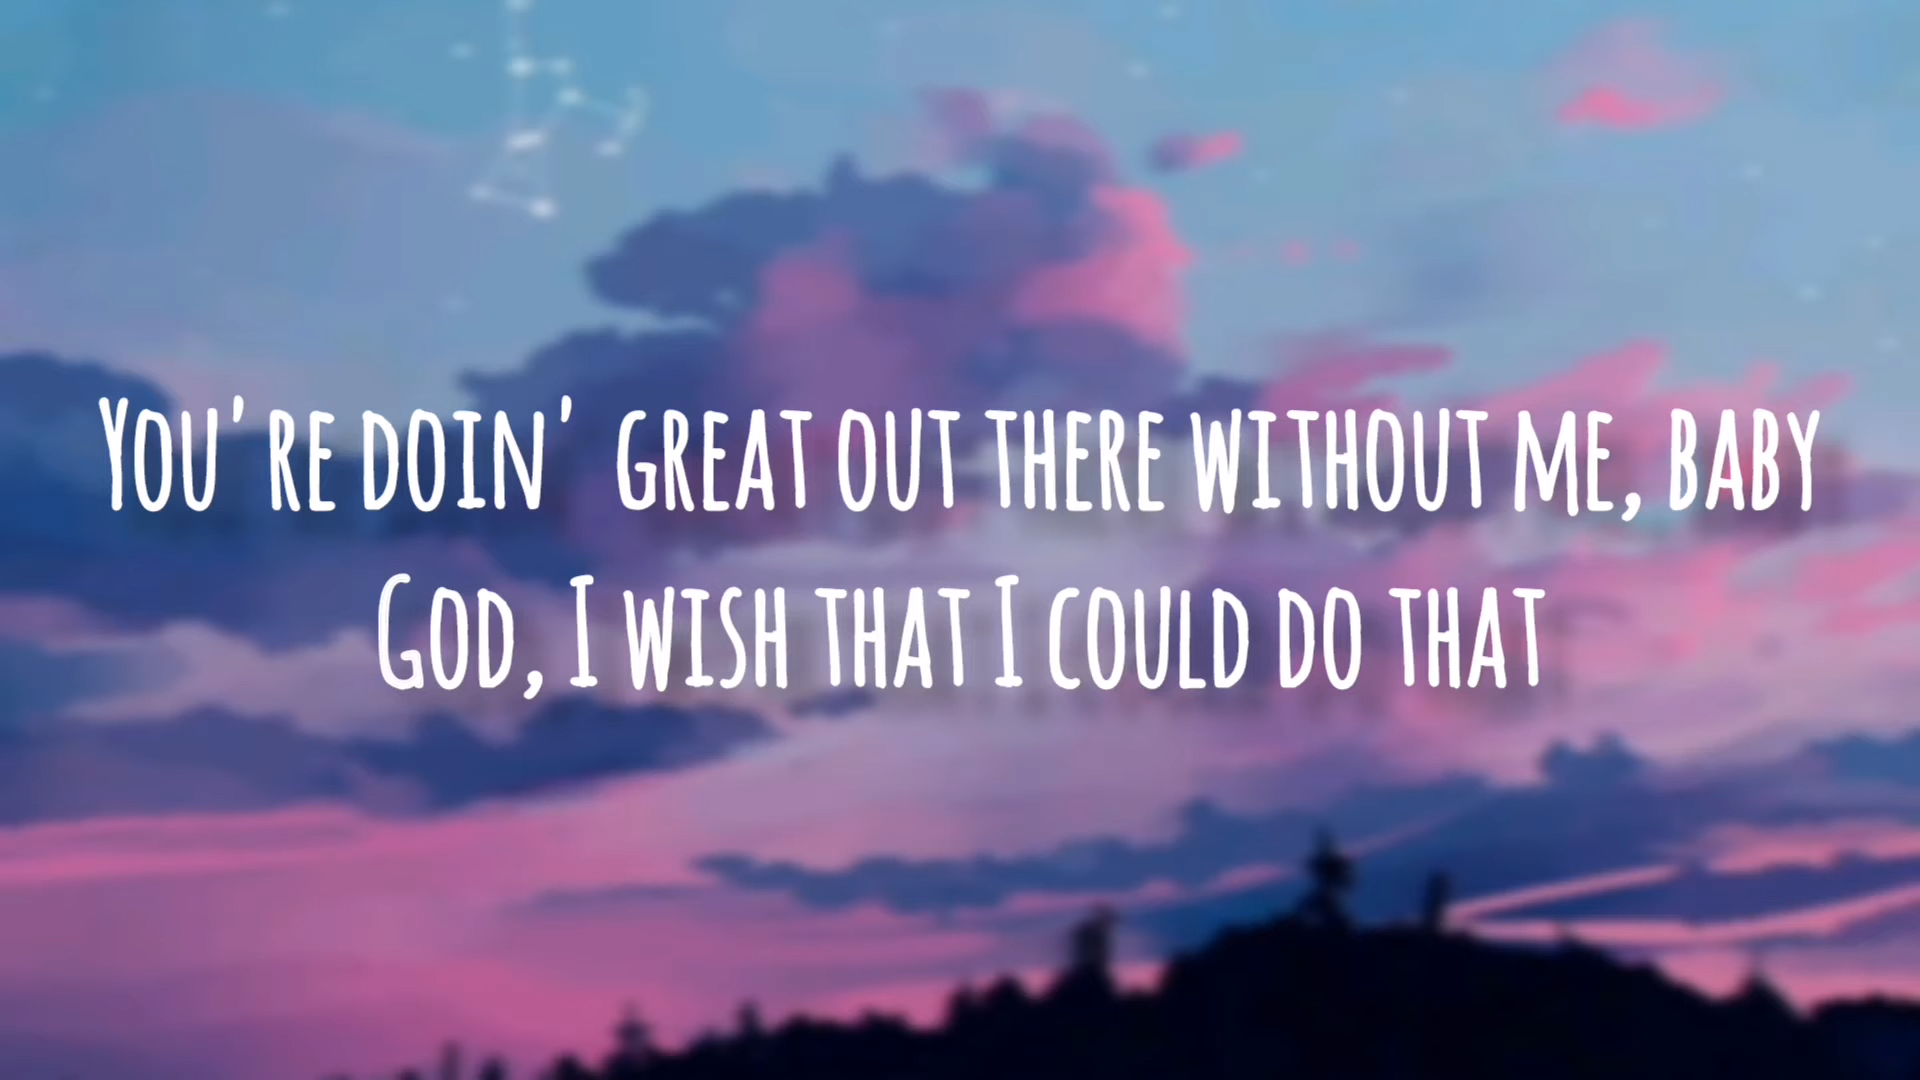 You're doin' great out there without me, baby
God, I wish that I could do that